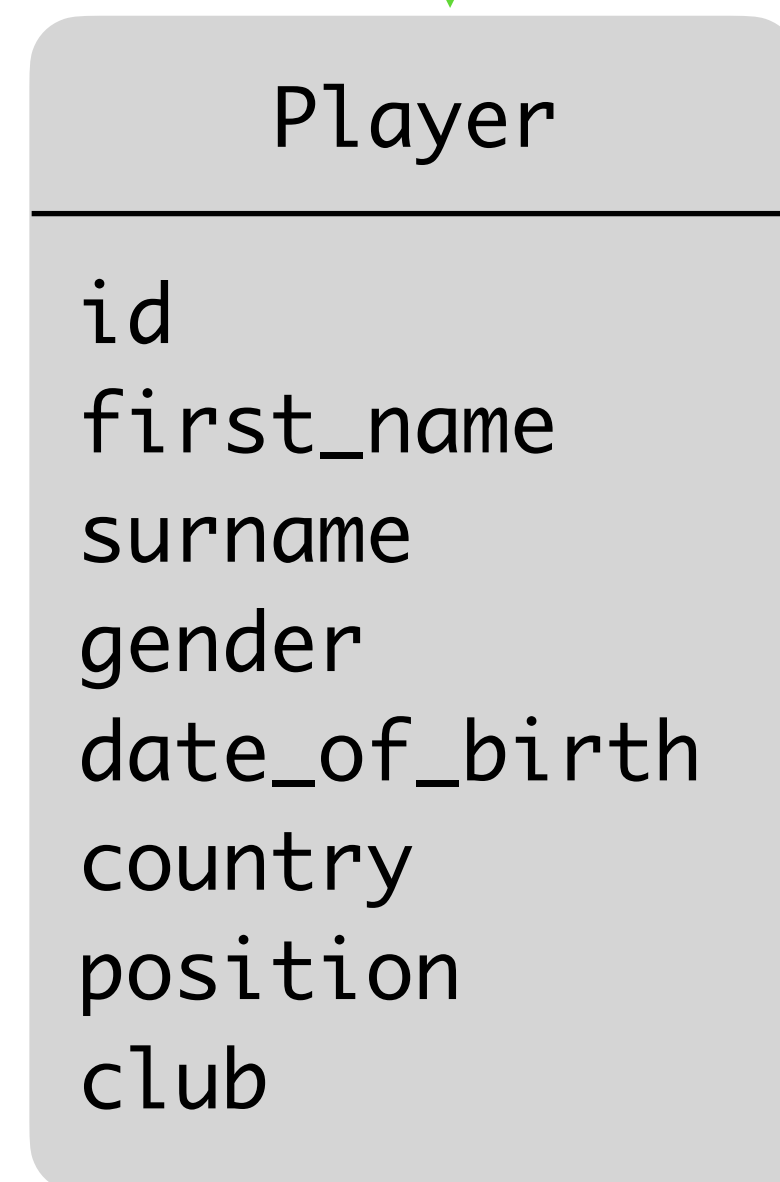 Player
id
first_name
surname
gender
date_of_birth
country
position
club